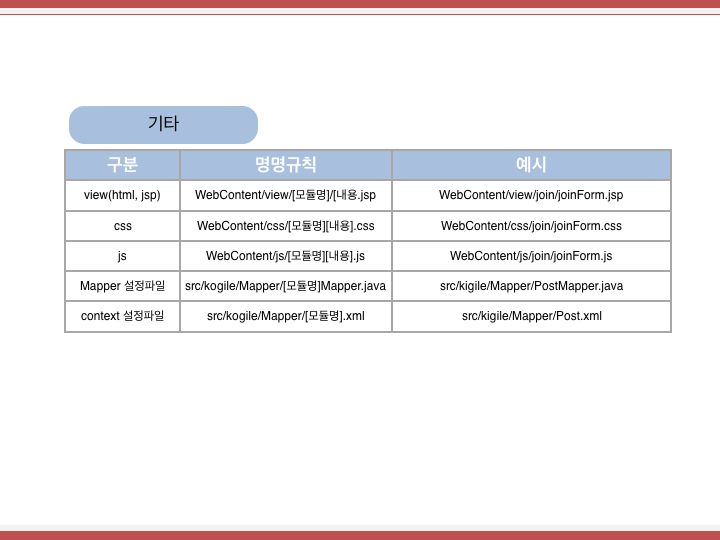 기타
구분 명명규칙 예시
view(html, jsp) WebContent/view/[모듈명]/[내용.jsp WebContent/view/join/joinForm.jsp
css WebContent/css/[모듈명][내용].css WebContent/css/join/joinForm.css
js WebContent/js/[모듈명][내용].js WebContent/js/join/joinForm.js
Mapper 설정파일 src/kogile/Mapper/[모듈명]Mapper.java src/kigile/Mapper/PostMapper.java
context 설정파일 src/kogile/Mapper/[모듈명].xml src/kigile/Mapper/Post.xml